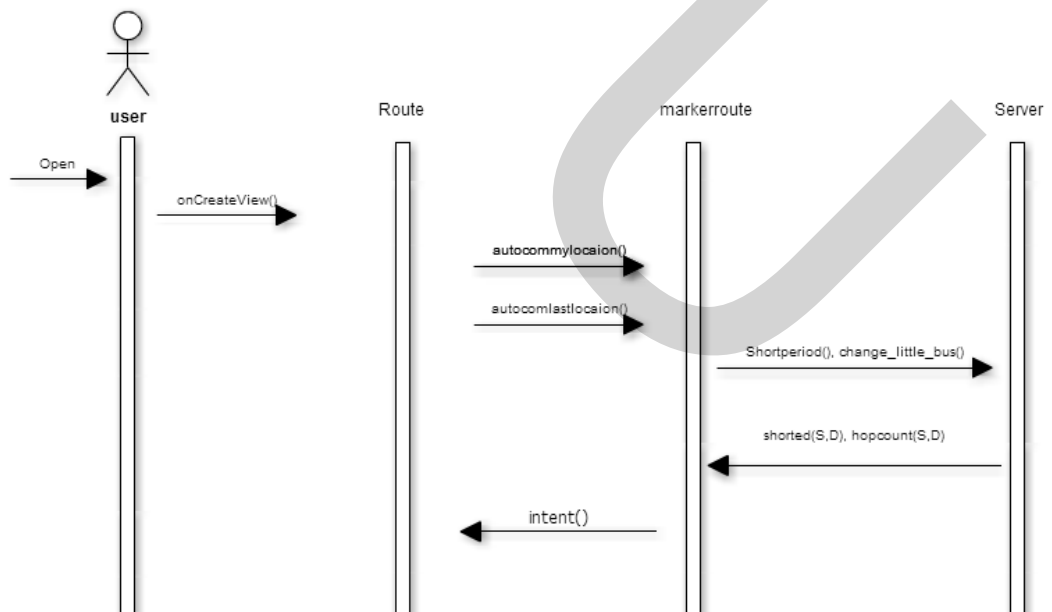 user
Route
markerroute
Server
Open
onCreateView()
autocommylocaion()
autocomlastlocaion()
Shortperiod(), change_little_bus()
shorted(S,D), hopcount(S,D)
intent()